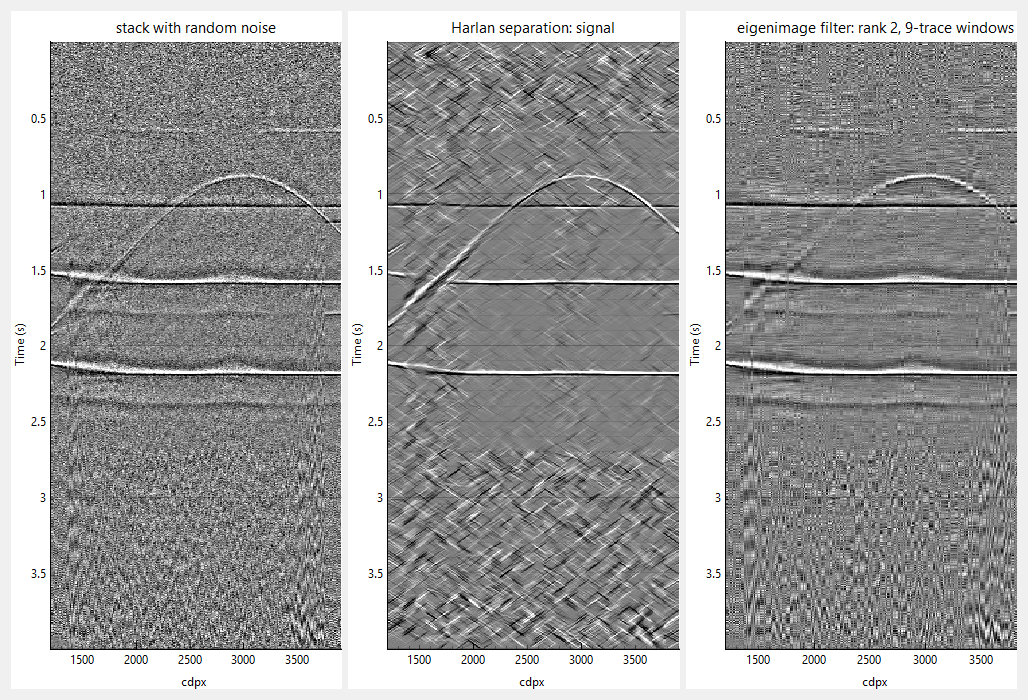 stack with random noise
0.5
1
1.5
2
2.5
3
3.5
Time (s)
1500 2000 2500 3000 3500
cdpx
Harlan separation: signal
0.5
1
1.5
2
2.5
3
3.5
Time (s)
1500 2000 2500 3000 3500
cdpx
eigenimage filter: rank 2, 9-trace windows
0.5
1
1.5
2
2.5
3
3.5
Time (s)
1500 2000 2500 3000 3500
cdpx